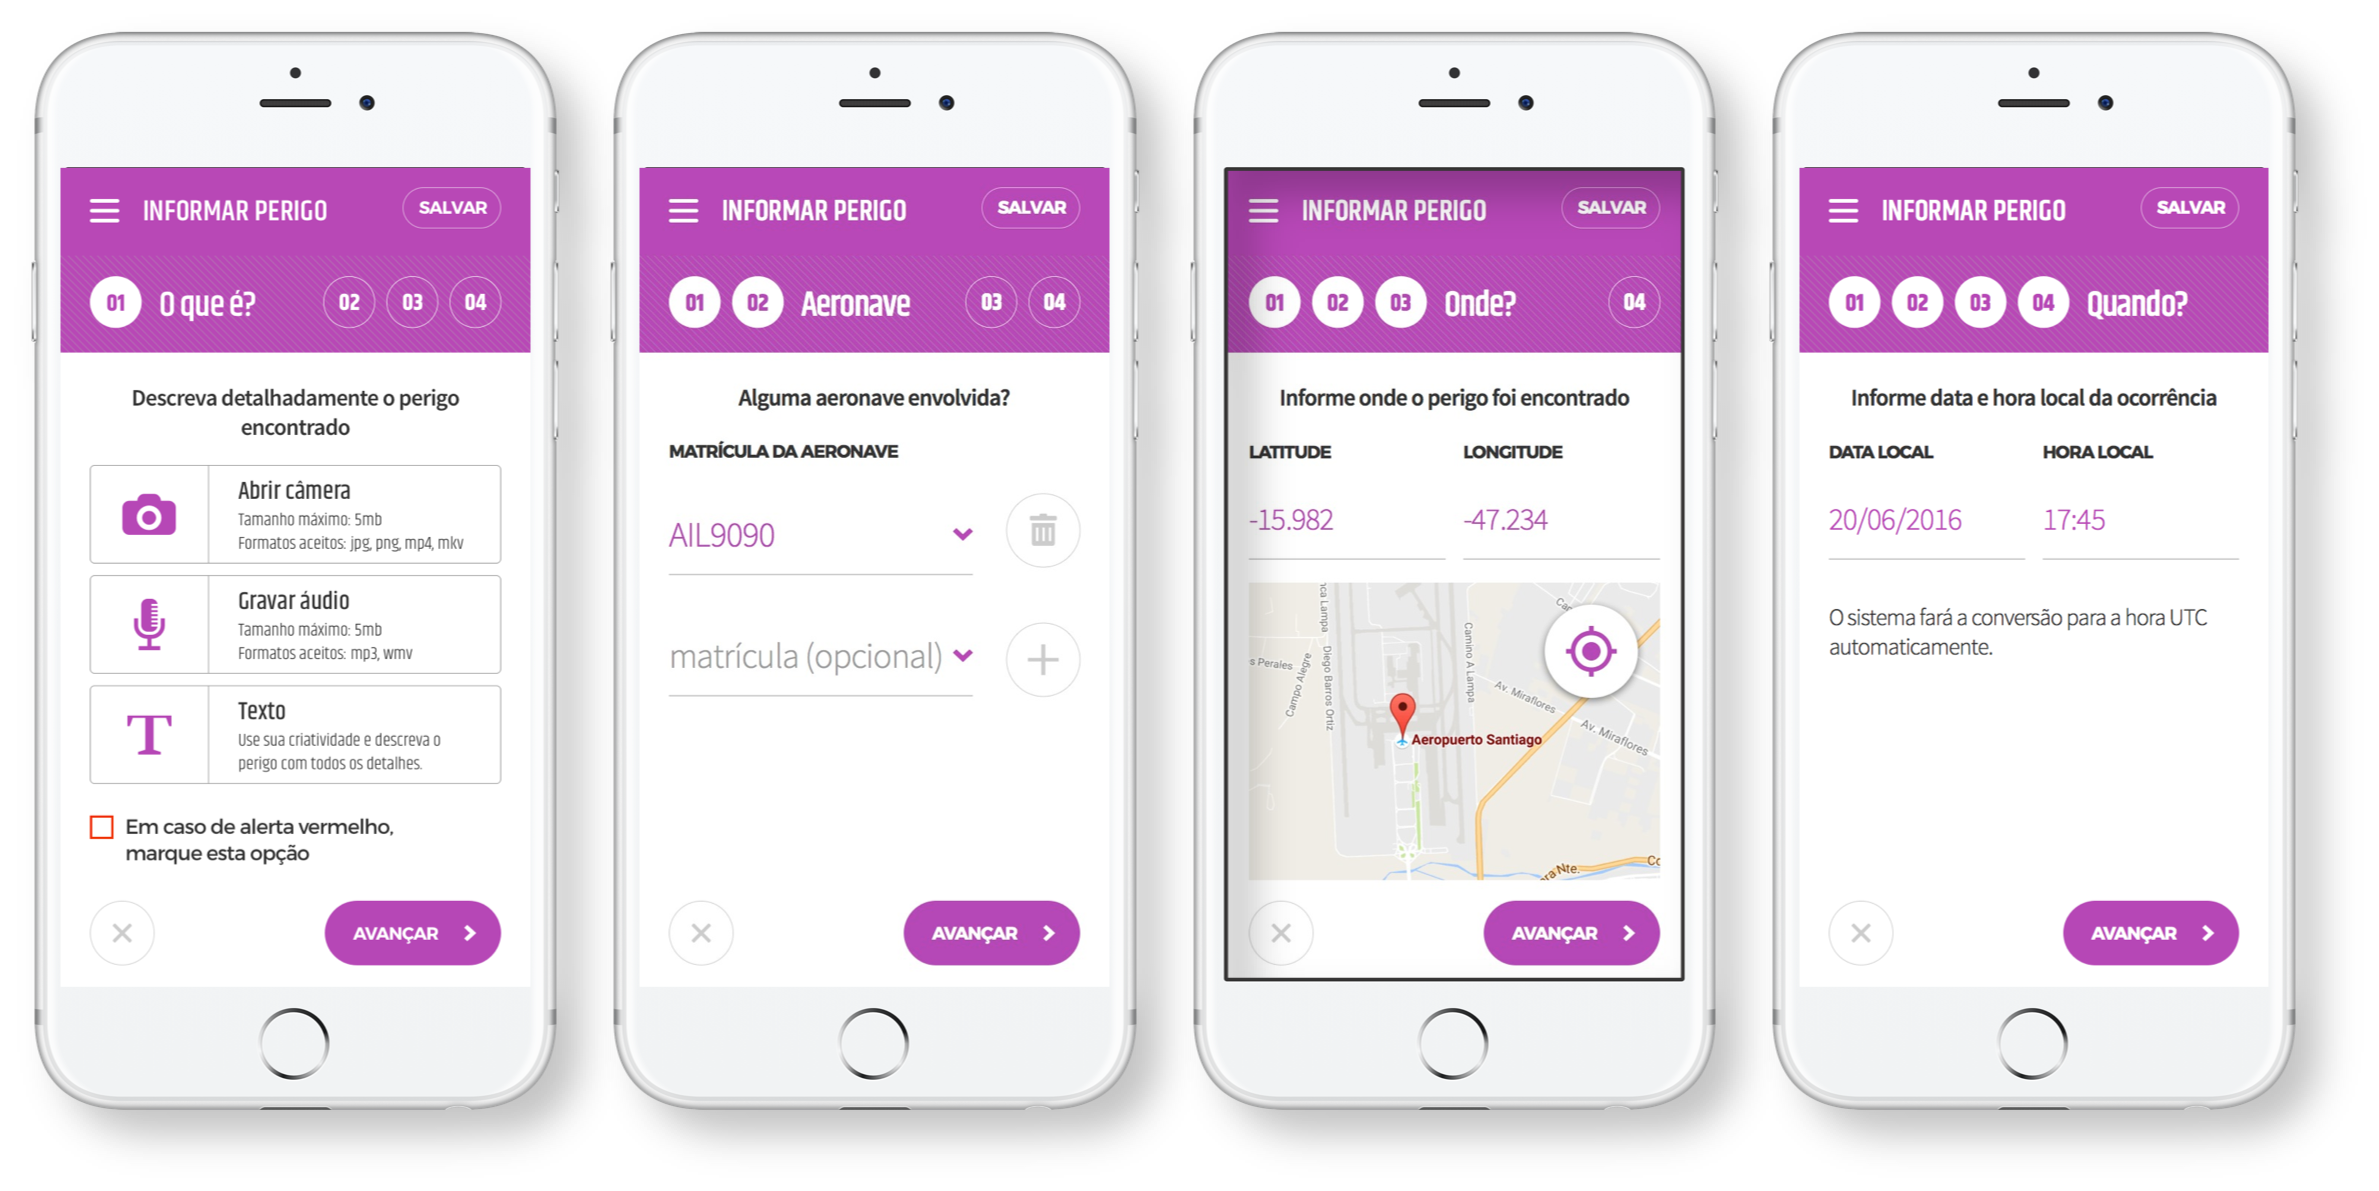 INFORMAR PERIGO
SALVAR
01 O que é? 02 03 04
Descreva detalhadamente o perigo
encontrado
Abrir câmera
Tamanho máximo: 5mb
Formatos aceitos: jpg, png, mp4, mkv
Gravar áudio
Tamanho máximo: 5mb
Formatos aceitos: mp3, wmv
T
Texto
Use sua criatividade e descreva o
perigo com todos os detalhes.
Em caso de alerta vermelho,
marque esta opção
AVANÇAR
INFORMAR PERIGO
SALVAR
01 02 Aeronave 03 04
Alguma aeronave envolvida?
MATRÍCULA DA AERONAVE
AIL9090
matrícula (opcional)
AVANÇAR
INFORMAR PERIGO
SALVAR
01 02 03 Onde? 04
Informe onde o perigo foi encontrado
LATITUDE LONGITUDE
-15.982 -47.234
nca Lampa
Diego Barros Ortiz
Camino A Lampa
s Perales
Campo Alegre
Av. Miraflores
Av. Miraflores
Aeropuerto Santiago
ra Nte.
AVANÇAR
INFORMAR PERIGO
SALVAR
01 02 03 04 Quando?
Informe data e hora local da ocorrência
DATA LOCAL HORA LOCAL
20/06/2016 17:45
O sistema fará a conversão para a hora UTC
automaticamente.
AVANÇAR